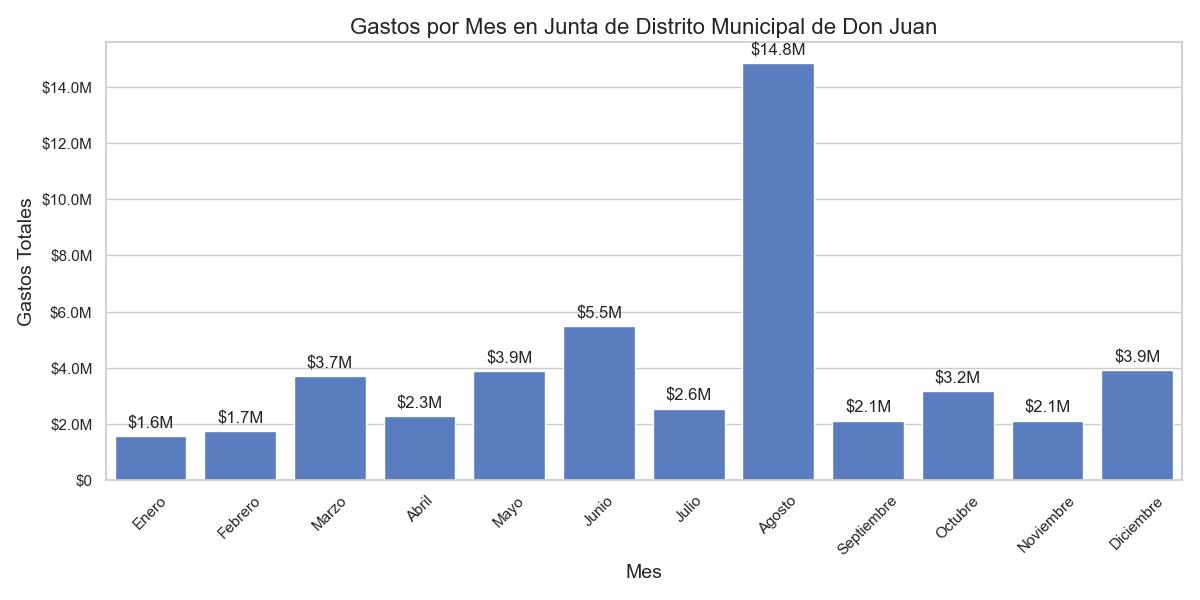 Gastos por Mes en Junta de Distrito Municipal de Don Juan
Gastos Totales
$14.0M
$12.0M
$10.0M
$8.0M
$6.0M
$4.0M
$2.0M
$0
$1.6M
$1.7M
$3.7M
$2.3M
$3.9M
$5.5M
$2.6M
$14.8M
$2.1M
$3.2M
$2.1M
$3.9M
Enero
Febrero
Marzo
Abril
Mayo
Junio
Julio
Agosto
Septiembre
Octubre
Noviembre
Diciembre
Mes